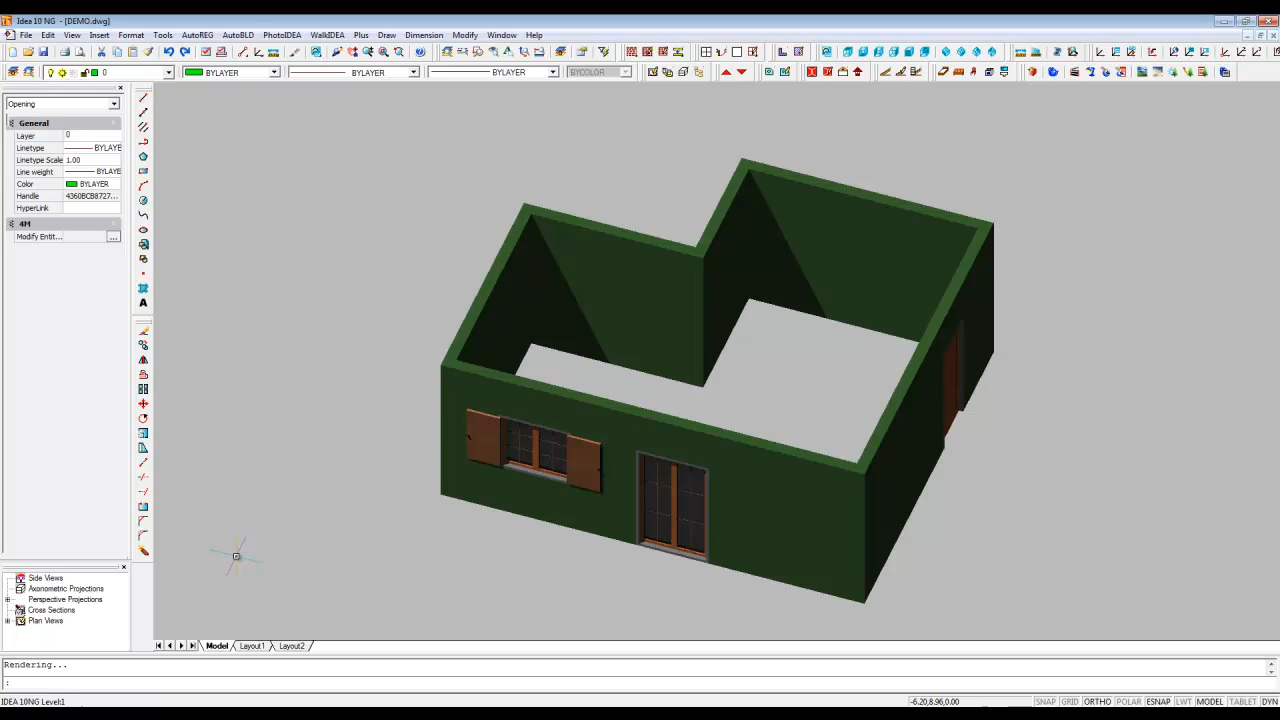 Idea 10 NG - [DEMO.dwg]
File Edit View Insert Format Tools AutoREG AutoBLD PhotoIDEA WalkIDEA Plus Draw Dimension Modify Window Help
0 BYLAYER BYLAYER BYLAYER BYCOLOR
Opening
General
Layer 0
Linetype BYLAYE
Linetype Scale 1.00
Line weight BYLAYE
Color BYLAYER
Handle 4360BCB8727...
HyperLink
4M
Modify Entit... ...
A
Side Views
Axonometric Projections
Perspective Projections
Cross Sections
Plan Views
Model Layout1 Layout2
Rendering...
:
IDEA 10NG Level:1 -6.20,8.96,0.00 SNAP GRID ORTHO POLAR ESNAP LWT MODEL TABLET DYN